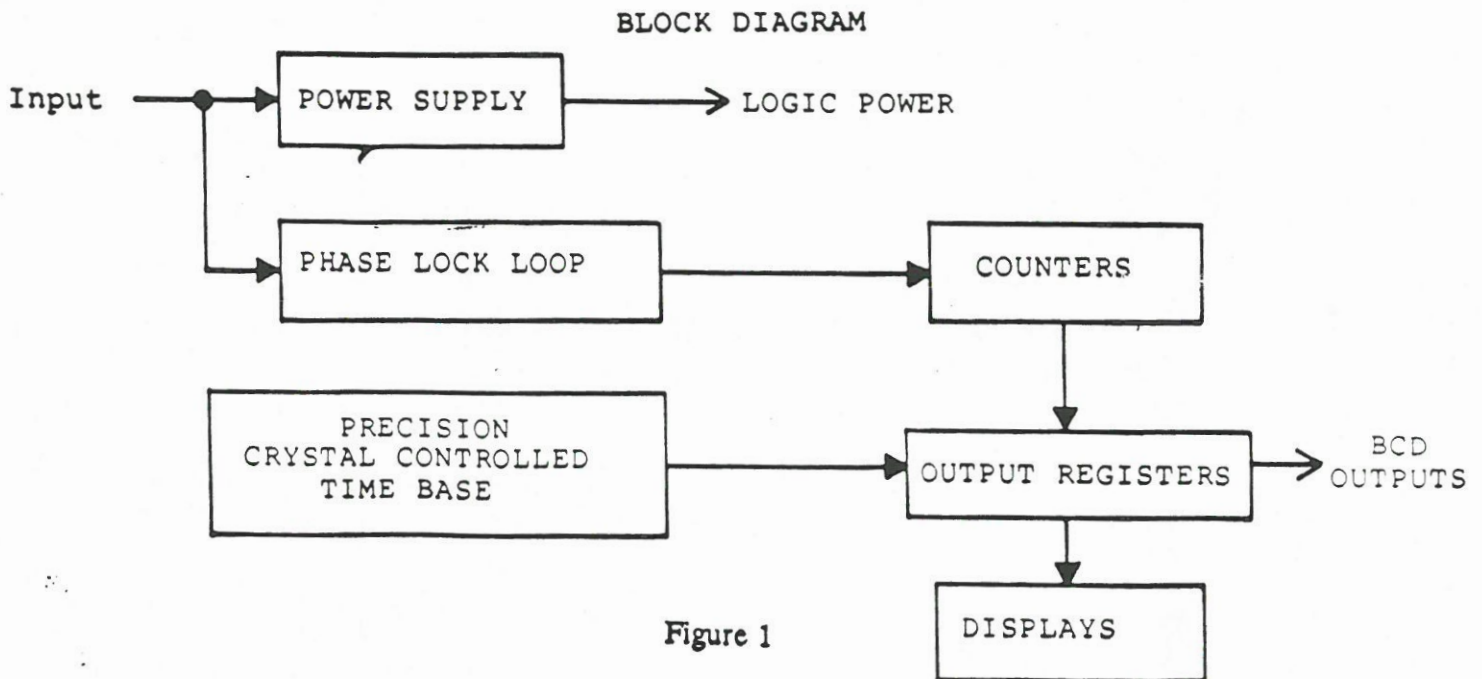 BLOCK DIAGRAM
Input
POWER SUPPLY
LOGIC POWER
PHASE LOCK LOOP
COUNTERS
PRECISION
CRYSTAL CONTROLLED
TIME BASE
OUTPUT REGISTERS
BCD
OUTPUTS
DISPLAYS
Figure 1